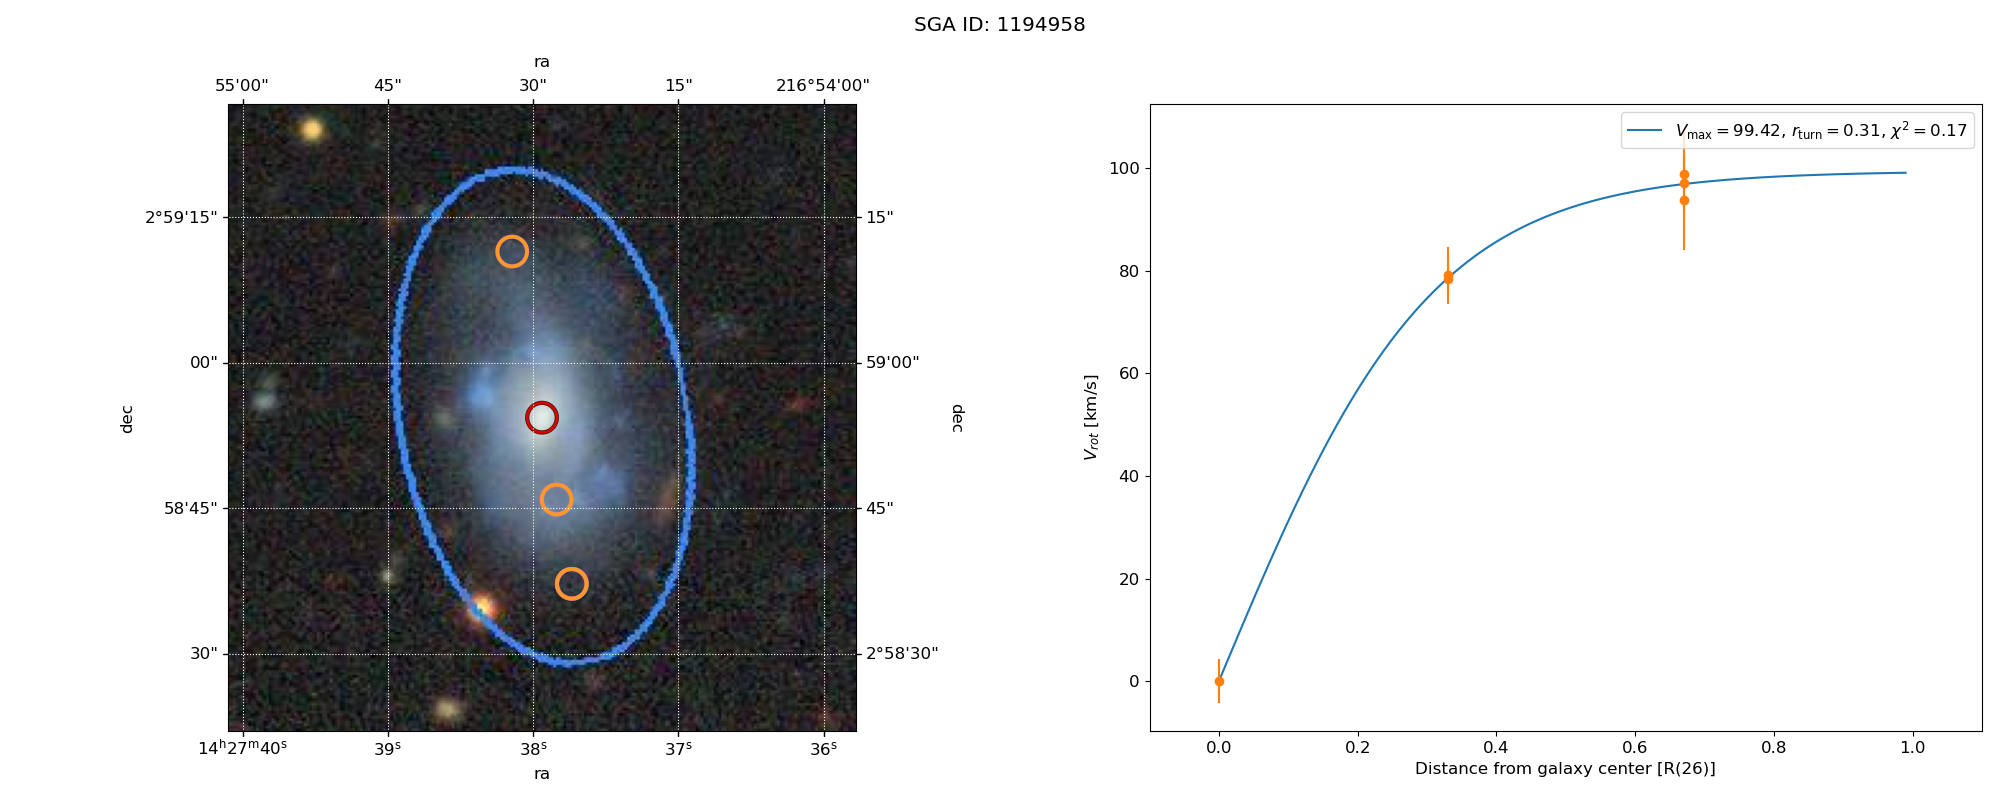 SGA ID: 1194958
ra
55'00" 45" 30" 15" 216°54'00"
2°59'15" 15"
00" 59'00"
dec dec
58'45" 45"
30" 2°58'30"
14h27m40s 39s 38s 37s 36s
ra
Vmax = 99.42, rturn = 0.31, χ2 = 0.17
100
80
60
40
20
0
Vrot [km/s]
0.0 0.2 0.4 0.6 0.8 1.0
Distance from galaxy center [R(26)]